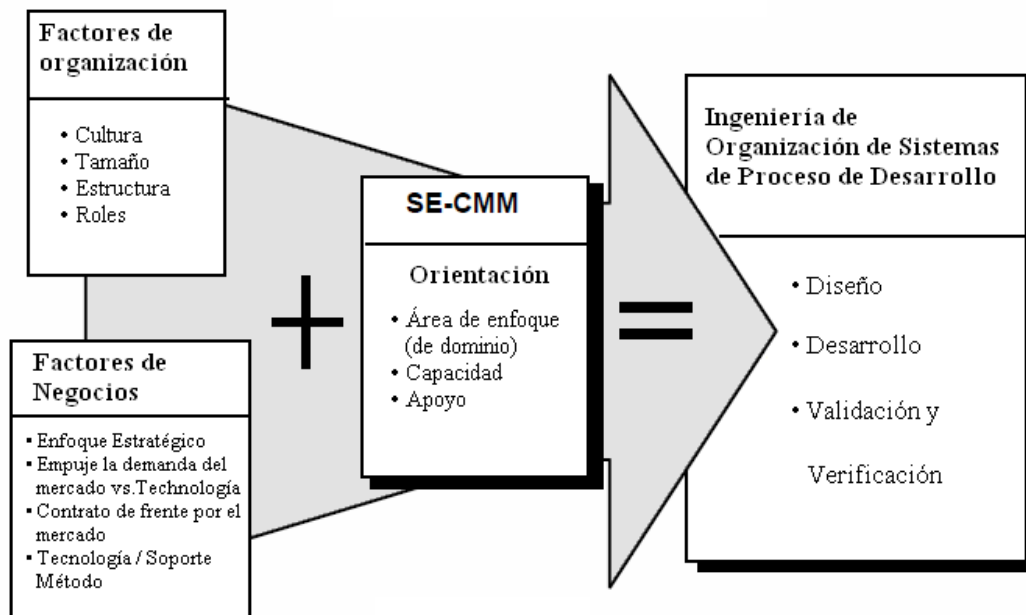 Factores de
organización
• Cultura
• Tamaño
• Estructura
• Roles
Factores de
Negocios
▪ Enfoque Estratégico
▪ Empuje la demanda del
mercado vs.Technología
▪ Contrato de frente por el
mercado
▪ Tecnología / Soporte
Método
+
SE-CMM
Orientación
• Área de enfoque
(de dominio)
• Capacidad
• Apoyo
=
Ingeniería de
Organización de Sistemas
de Proceso de Desarrollo
• Diseño
• Desarrollo
• Validación y
Verificación